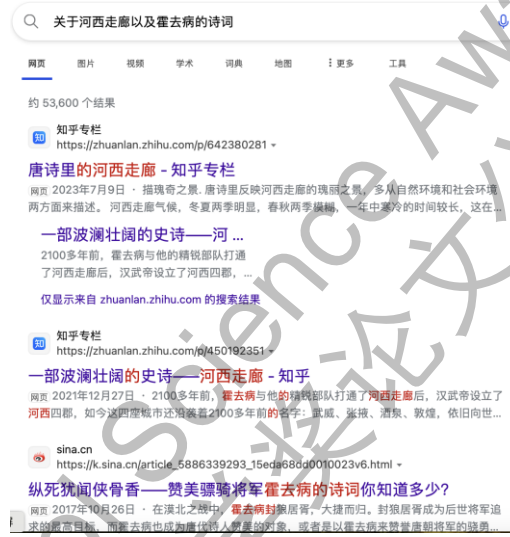 关于河西走廊以及霍去病的诗词
网页 图片 视频 学术 词典 地图 更多 工具
约 53,600 个结果
知乎专栏
https://zhuanlan.zhihu.com/p/642380281
唐诗里的河西走廊 - 知乎专栏
网页 2023年7月9日 · 描瑰奇之景. 唐诗里反映河西走廊的瑰丽之景，多从自然环境和社会环境
两方面来描述。 河西走廊气候，冬夏两季明显，春秋两季模糊，一年中寒冷的时间较长，这在…
一部波澜壮阔的史诗——河 ...
2100多年前，霍去病与他的精锐部队打通
了河西走廊后，汉武帝设立了河西四郡，...
仅显示来自 zhuanlan.zhihu.com 的搜索结果
知乎专栏
https://zhuanlan.zhihu.com/p/450192351
一部波澜壮阔的史诗——河西走廊 - 知乎
网页 2021年12月27日 · 2100多年前，霍去病与他的精锐部队打通了河西走廊后，汉武帝设立了
河西四郡，如今这四座城市还沿袭着2100多年前的名字：武威、张掖、酒泉、敦煌，依旧向世…
sina.cn
https://k.sina.cn/article_5886339293_15eda68dd0010023v6.html
纵死犹闻侠骨香——赞美骠骑将军霍去病的诗词你知道多少?
网页 2017年10月26日 · 在漠北之战中，霍去病封狼居胥，大捷而归。封狼居胥成为后世将军追
求的最高目标，而霍去病也成为唐代诗人赞美的对象，或者是以霍去病来赞誉唐朝将军的骁勇…